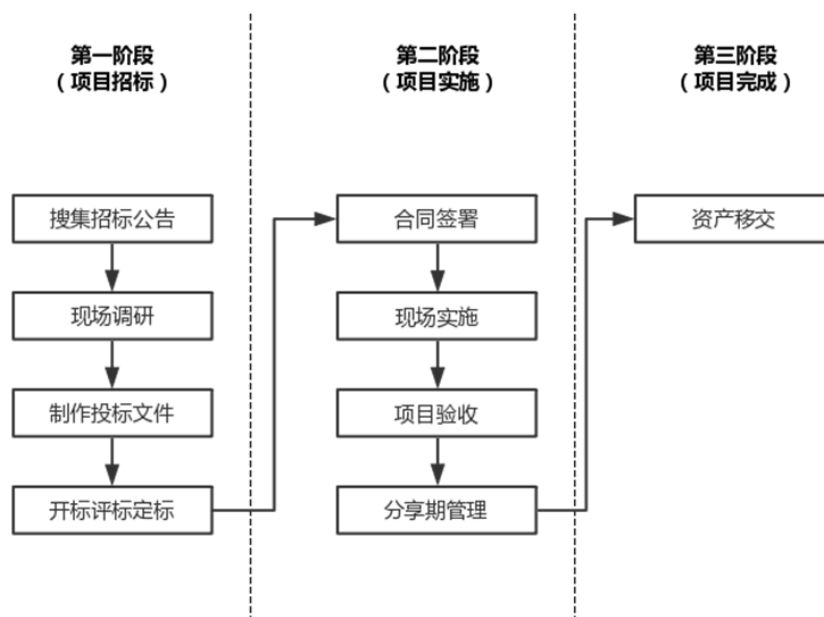 第一阶段
（项目招标）
搜集招标公告
现场调研
制作投标文件
开标评标定标
第二阶段
（项目实施）
合同签署
现场实施
项目验收
分享期管理
第三阶段
（项目完成）
资产移交